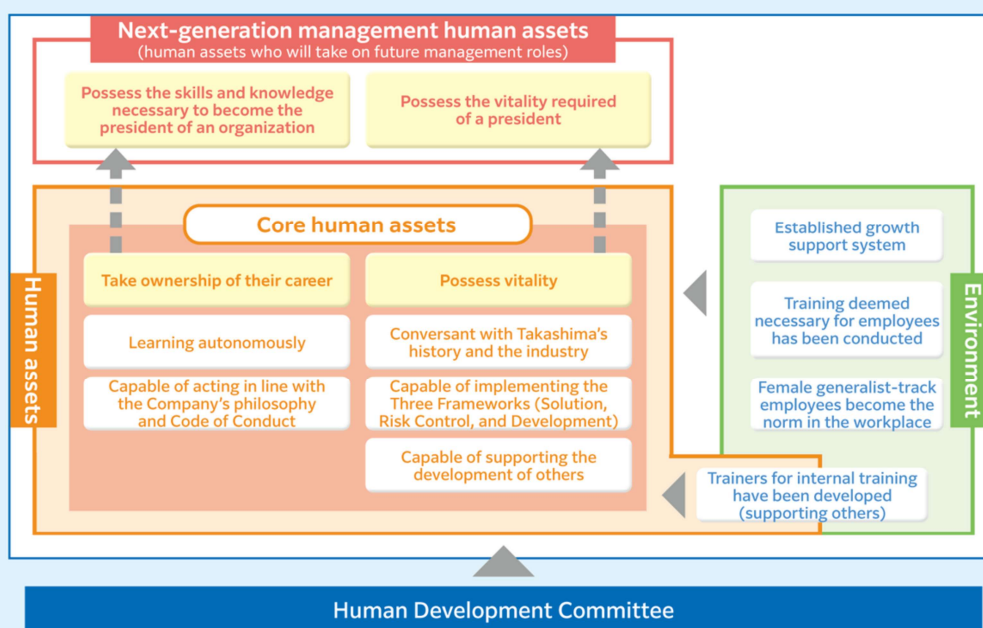 Next-generation management human assets
(human assets who will take on future management roles)
Possess the skills and knowledge
necessary to become the
president of an organization
Possess the vitality required
of a president
Human assets
Core human assets
Take ownership of their career
Learning autonomously
Capable of acting in line with
the Company's philosophy
and Code of Conduct
Possess vitality
Conversant with Takashima's
history and the industry
Capable of implementing the
Three Frameworks (Solution,
Risk Control, and Development)
Capable of supporting the
development of others
Environment
Established growth
support system
Training deemed
necessary for employees
has been conducted
Female generalist-track
employees become the
norm in the workplace
Trainers for internal training
have been developed
(supporting others)
Human Development Committee